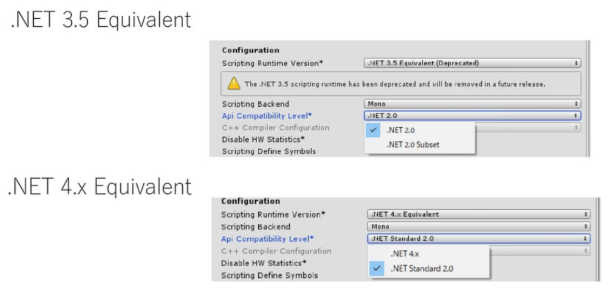 .NET 3.5 Equivalent
Configuration
Scripting Runtime Version* .NET 3.5 Equivalent (Deprecated)
The .NET 3.5 scripting runtime has been deprecated and will be removed in a future release.
Scripting Backend Mono
Api Compatibility Level* .NET 2.0
C++ Compiler Configuration
.NET 2.0
Disable HW Statistics*
.NET 2.0 Subset
Scripting Define Symbols
.NET 4.x Equivalent
Configuration
Scripting Runtime Version* .NET 4.x Equivalent
Scripting Backend Mono
Api Compatibility Level* .NET Standard 2.0
C++ Compiler Configuration
.NET 4.x
Disable HW Statistics*
.NET Standard 2.0
Scripting Define Symbols